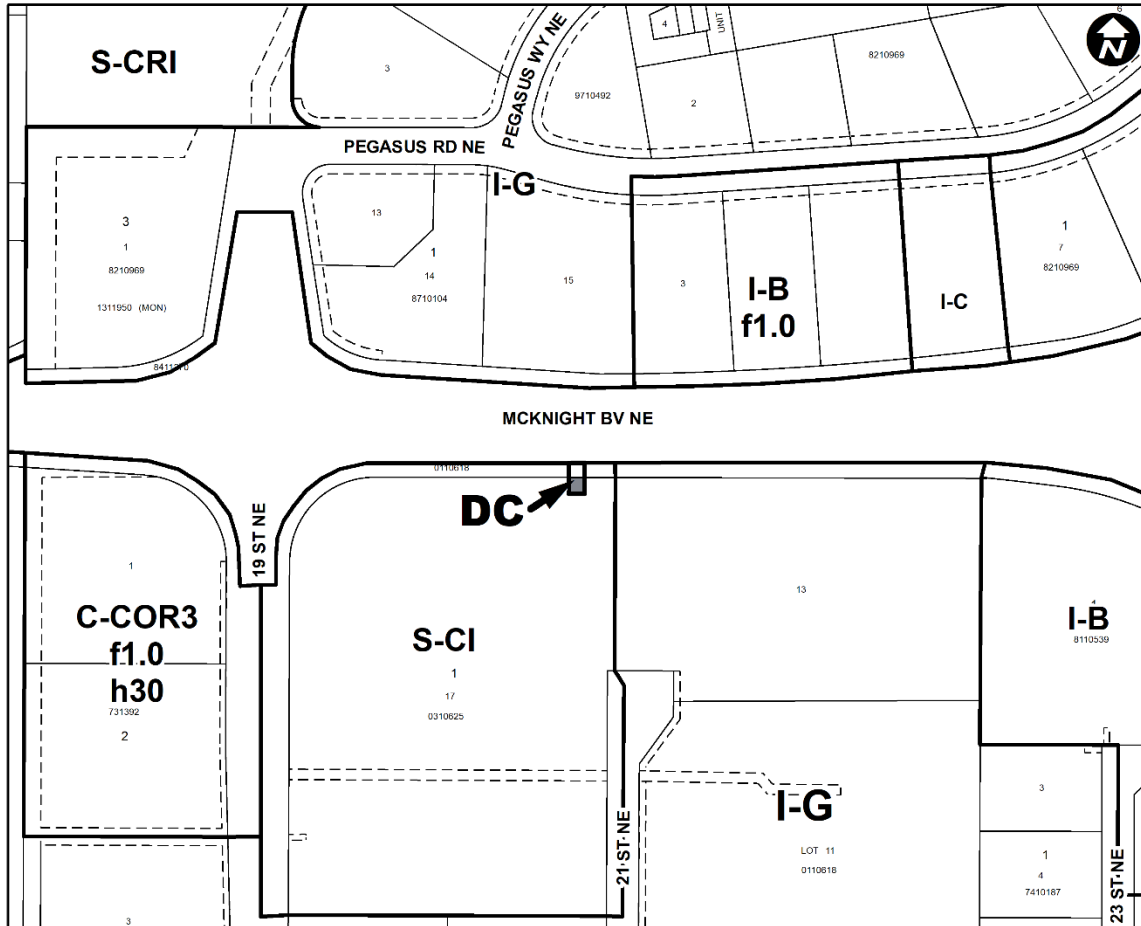 S-CRI
3
PEGASUS WY NE
4
UNIT
6
N
8210969
9710492
2
PEGASUS RD NE
I-G
3
1
8210969
1311950 (MON)
8411370
13
1
14
8710104
15
3
I-B
f1.0
I-C
1
7
8210969
MCKNIGHT BV NE
0110618
DC
19 ST NE
1
C-COR3
f1.0
h30
731392
2
S-CI
1
17
0310625
13
4
I-B
8110539
21 ST NE
I-G
LOT 11
0110618
3
1
4
7410187
23 ST NE
3